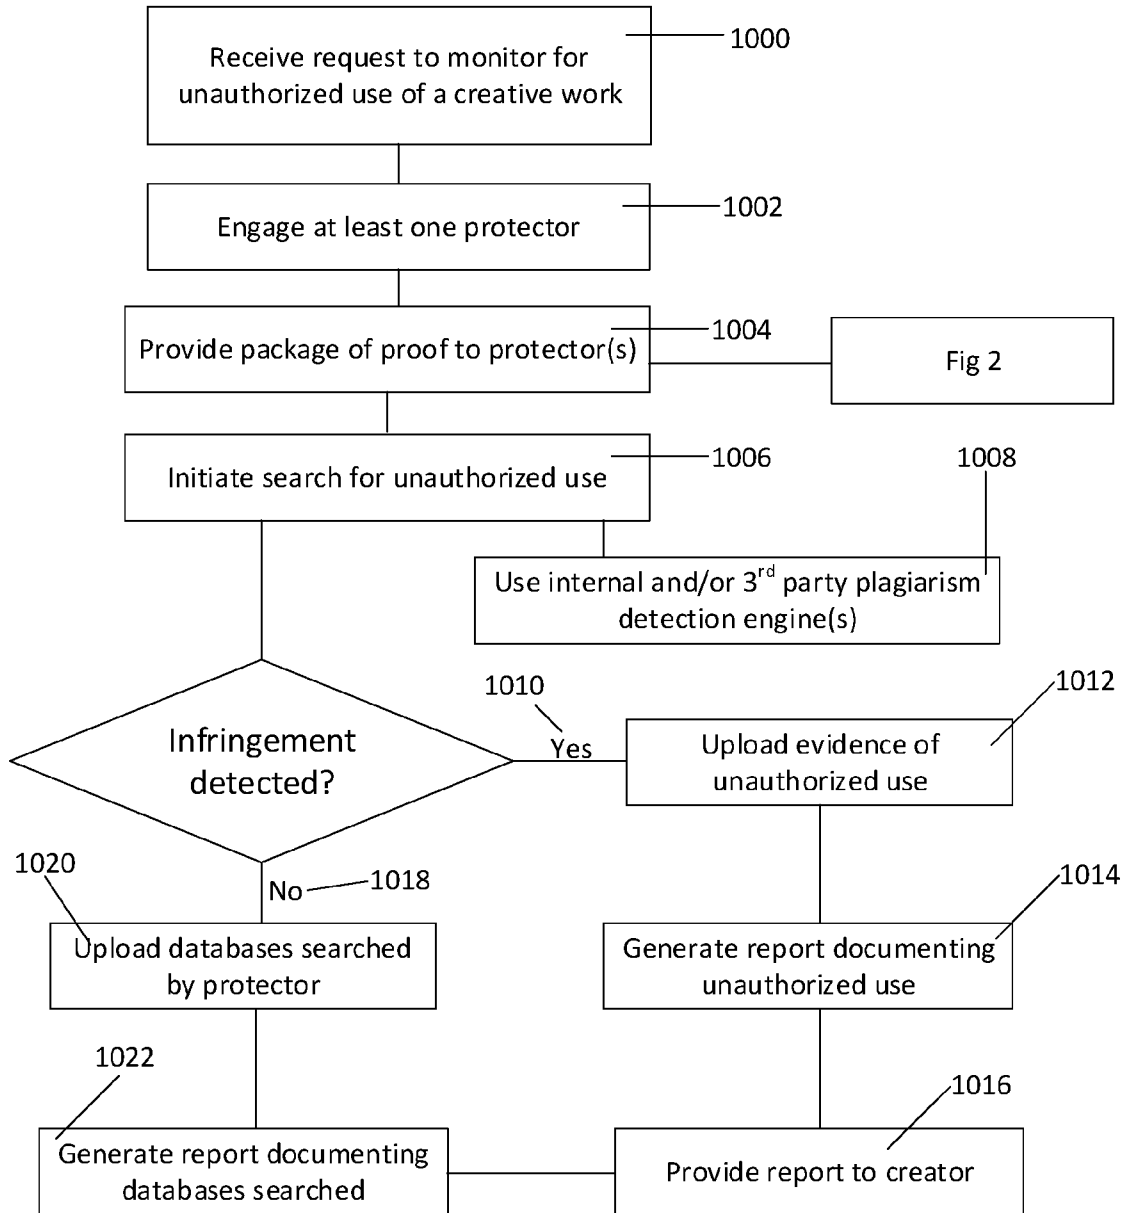 Receive request to monitor for
unauthorized use of a creative work
1000
Engage at least one protector
1002
Provide package of proof to protector(s)
1004
Fig 2
Initiate search for unauthorized use
1006
1008
Use internal and/or 3rd party plagiarism
detection engine(s)
Infringement
detected?
1010
Yes
1012
Upload evidence of
unauthorized use
1020
No
1018
1014
Upload databases searched
by protector
Generate report documenting
unauthorized use
1022
1016
Generate report documenting
databases searched
Provide report to creator